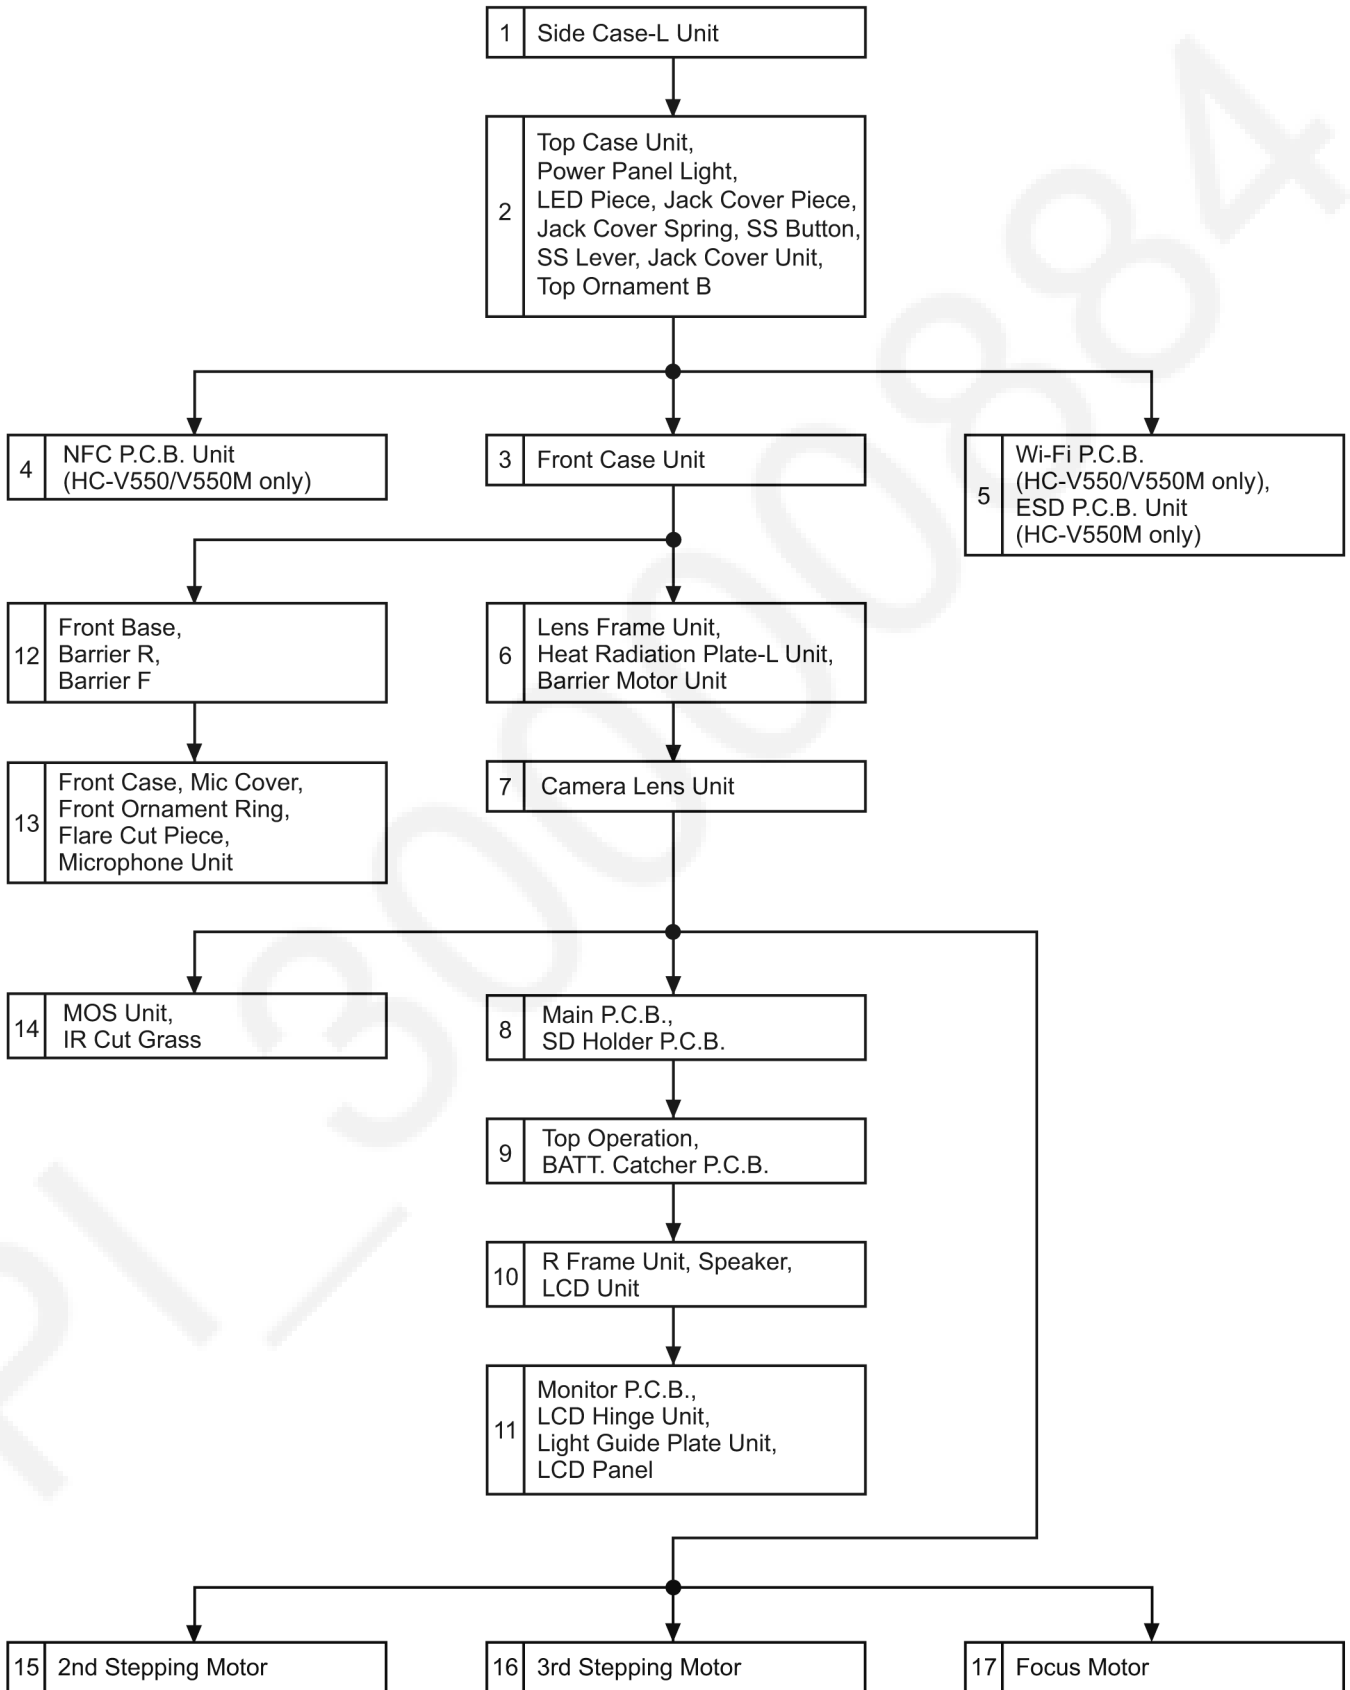 1 Side Case-L Unit
2
Top Case Unit,
Power Panel Light,
LED Piece, Jack Cover Piece,
Jack Cover Spring, SS Button,
SS Lever, Jack Cover Unit,
Top Ornament B
4
NFC P.C.B. Unit
(HC-V550/V550M only)
3 Front Case Unit
5
Wi-Fi P.C.B.
(HC-V550/V550M only),
ESD P.C.B. Unit
(HC-V550M only)
12
Front Base,
Barrier R,
Barrier F
6
Lens Frame Unit,
Heat Radiation Plate-L Unit,
Barrier Motor Unit
13
Front Case, Mic Cover,
Front Ornament Ring,
Flare Cut Piece,
Microphone Unit
7 Camera Lens Unit
14
MOS Unit,
IR Cut Grass
8
Main P.C.B.,
SD Holder P.C.B.
9
Top Operation,
BATT. Catcher P.C.B.
10
R Frame Unit, Speaker,
LCD Unit
11
Monitor P.C.B.,
LCD Hinge Unit,
Light Guide Plate Unit,
LCD Panel
15 2nd Stepping Motor
16 3rd Stepping Motor
17 Focus Motor
PI_3000884